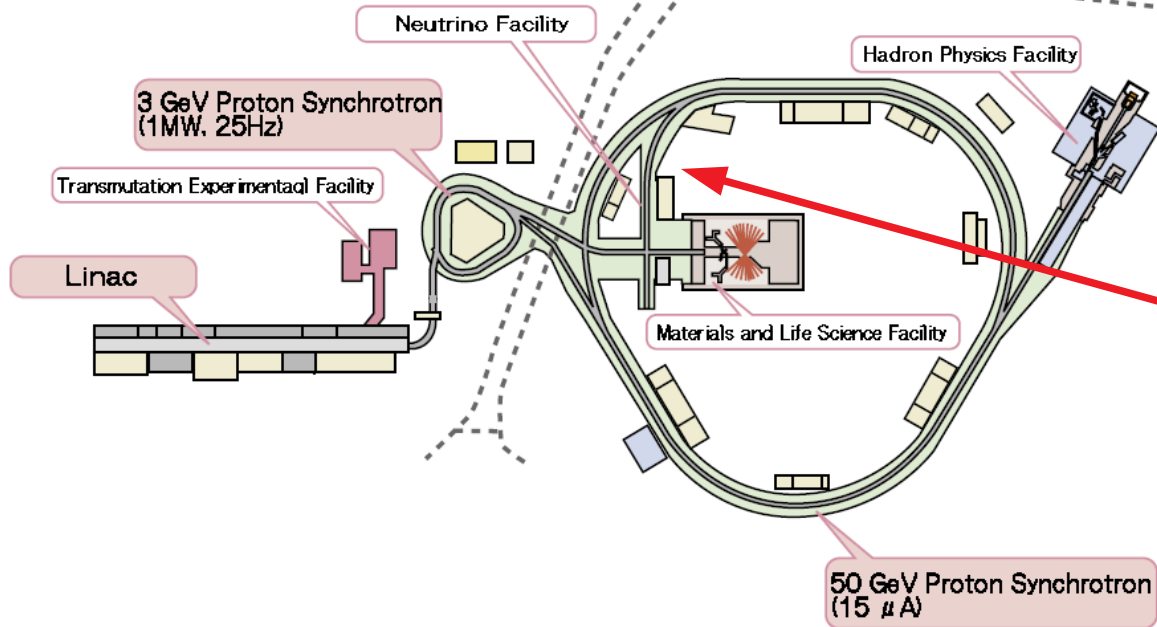 Neutrino Facility
Hadron Physics Facility
3 GeV Proton Synchrotron
(1MW, 25Hz)
Transmutation Experimentaql Facility
Linac
Materials and Life Science Facility
50 GeV Proton Synchrotron
(15 μA)